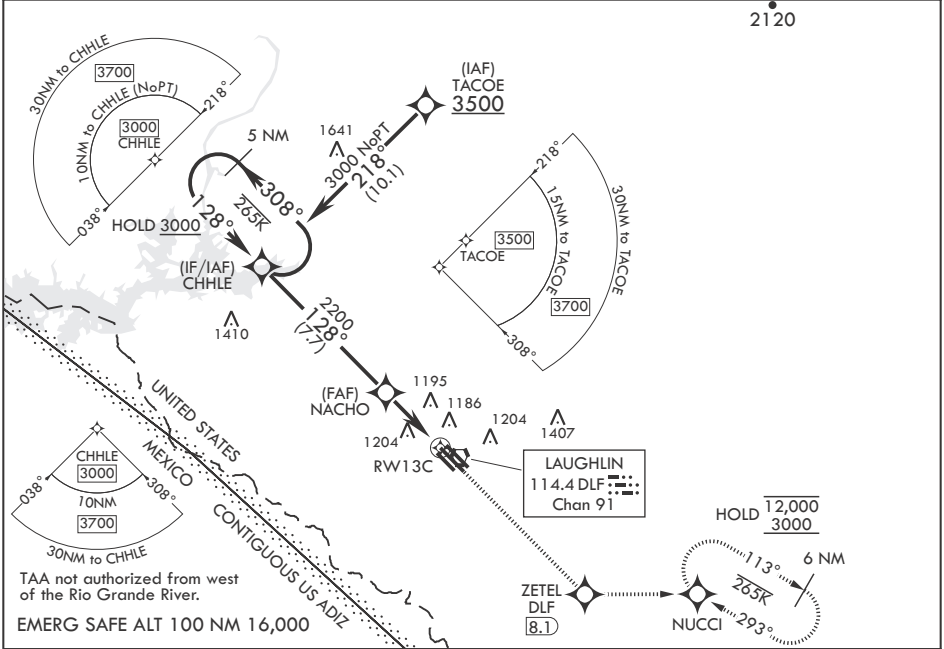 2120
30NM to CHHLE
3700
10NM to CHHLE (NoPT)
218°
3000
CHHLE
038°
(IAF)
TACOE
3500
1641
5 NM
3000 NoPT
218°
(10.1)
308°
265K
128°
HOLD 3000
(IF/IAF)
CHHLE
1410
218°
15NM to TACOE
30NM to TACOE
3500
TACOE
3700
308°
2200
128°
(7.7)
(FAF)
NACHO
1195
1186
1204
1204
1407
RW13C
LAUGHLIN
114.4 DLF
Chan 91
UNITED STATES
MEXICO
CONTIGUOUS US ADIZ
CHHLE
3000
038°
308°
10NM
3700
30NM to CHHLE
TAA not authorized from west
of the Rio Grande River.
EMERG SAFE ALT 100 NM 16,000
HOLD 12,000
3000
6 NM
113°
265K
293°
ZETEL
DLF
8.1
NUCCI